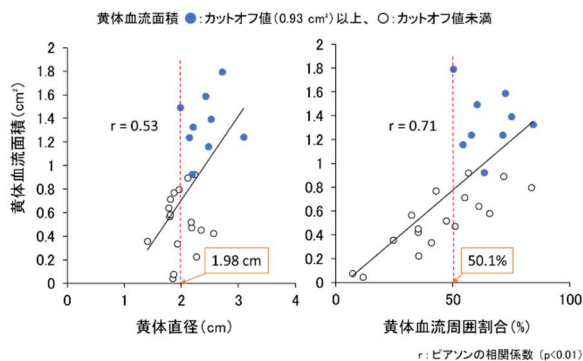 黄体血流面積 ●:カットオフ値(0.93 cm²)以上、 ○:カットオフ値未満
黄体血流面積(cm²)
2
1.8
1.6
1.4
1.2
1
0.8
0.6
0.4
0.2
0
r = 0.53
1.98 cm
0 1 2 3 4
黄体直径(cm)
2
1.8
1.6
1.4
1.2
1
0.8
0.6
0.4
0.2
0
r = 0.71
50.1%
0 50 100
黄体血流周囲割合(%)
r:ピアソンの相関係数 (p<0.01)